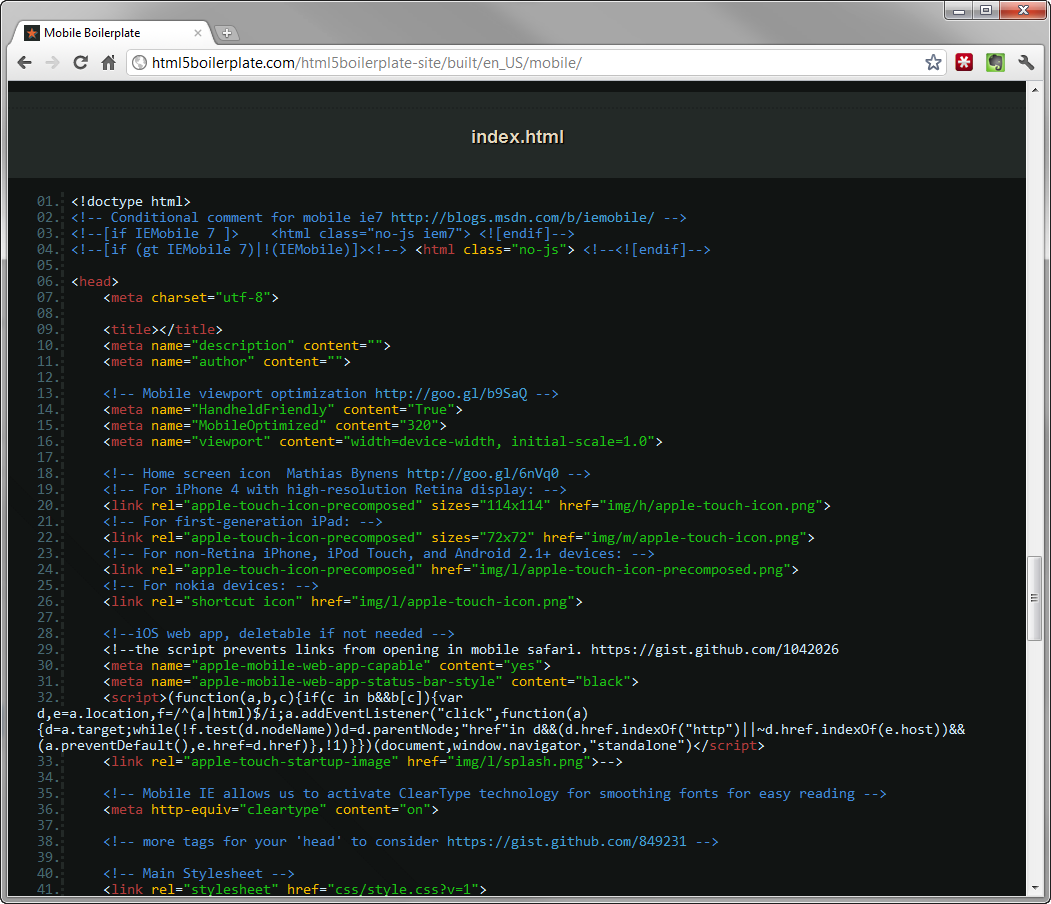 Mobile Boilerplate
html5boilerplate.com/html5boilerplate-site/built/en_US/mobile/
index.html
01. <!doctype html>
02. <!-- Conditional comment for mobile ie7 http://blogs.msdn.com/b/iemobile/ -->
03. <!--[if IEMobile 7 ]>    <html class="no-js iem7"> <![endif]-->
04. <!--[if (gt IEMobile 7)|!(IEMobile)]><!--> <html class="no-js"> <!--<![endif]-->
05.
06. <head>
07.     <meta charset="utf-8">
08.
09.     <title></title>
10.     <meta name="description" content="">
11.     <meta name="author" content="">
12.
13.     <!-- Mobile viewport optimization http://goo.gl/b9SaQ -->
14.     <meta name="HandheldFriendly" content="True">
15.     <meta name="MobileOptimized" content="320">
16.     <meta name="viewport" content="width=device-width, initial-scale=1.0">
17.
18.     <!-- Home screen icon  Mathias Bynens http://goo.gl/6nVq0 -->
19.     <!-- For iPhone 4 with high-resolution Retina display: -->
20.     <link rel="apple-touch-icon-precomposed" sizes="114x114" href="img/h/apple-touch-icon.png">
21.     <!-- For first-generation iPad: -->
22.     <link rel="apple-touch-icon-precomposed" sizes="72x72" href="img/m/apple-touch-icon.png">
23.     <!-- For non-Retina iPhone, iPod Touch, and Android 2.1+ devices: -->
24.     <link rel="apple-touch-icon-precomposed" href="img/l/apple-touch-icon-precomposed.png">
25.     <!-- For nokia devices: -->
26.     <link rel="shortcut icon" href="img/l/apple-touch-icon.png">
27.
28.     <!--iOS web app, deletable if not needed -->
29.     <!--the script prevents links from opening in mobile safari. https://gist.github.com/1042026
30.     <meta name="apple-mobile-web-app-capable" content="yes">
31.     <meta name="apple-mobile-web-app-status-bar-style" content="black">
32.     <script>(function(a,b,c){if(c in b&&b[c]){var
d,e=a.location,f=/^(a|html)$/i;a.addEventListener("click",function(a)
{d=a.target;while(!f.test(d.nodeName))d=d.parentNode;"href"in d&&(d.href.indexOf("http")||~d.href.indexOf(e.host))&&
(a.preventDefault(),e.href=d.href)},!1)}})(document,window.navigator,"standalone")</script>
33.     <link rel="apple-touch-startup-image" href="img/l/splash.png">-->
34.
35.     <!-- Mobile IE allows us to activate ClearType technology for smoothing fonts for easy reading -->
36.     <meta http-equiv="cleartype" content="on">
37.
38.     <!-- more tags for your 'head' to consider https://gist.github.com/849231 -->
39.
40.     <!-- Main Stylesheet -->
41.     <link rel="stylesheet" href="css/style.css?v=1">